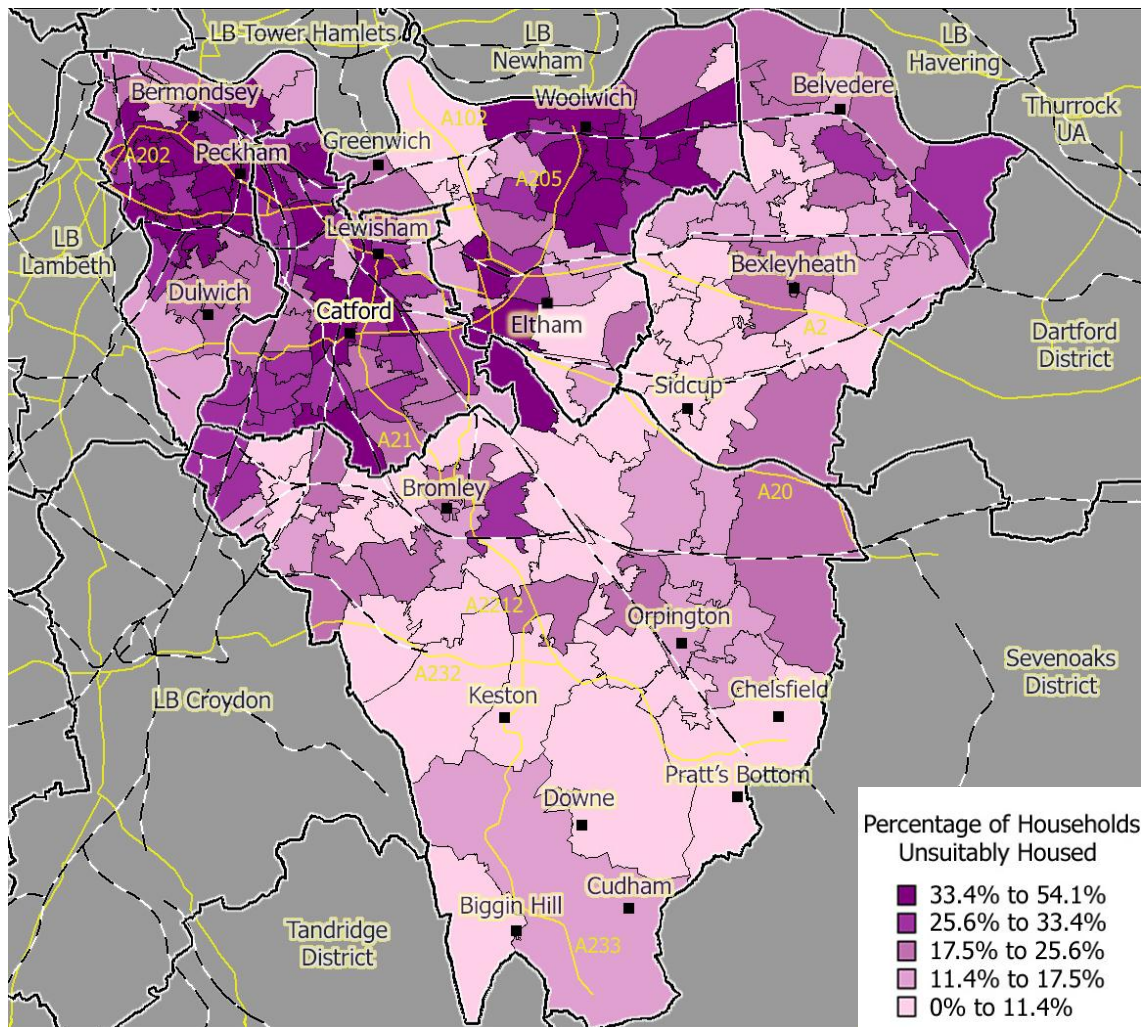 LB Tower Hamlets
LB
Newham
LB
Havering
Bermondsey
Woolwich
Belvedere
Thurrock
UA
A102
Greenwich
A202
Peckham
A205
Lewisham
LB
Lambeth
Bexleyheath
Dulwich
Catford
Eltham
A2
Dartford
District
Sidcup
A21
Bromley
A20
A2212
Orpington
A232
Sevenoaks
District
LB Croydon
Keston
Chelsfield
Pratt's Bottom
Downe
Cudham
Biggin Hill
Tandridge
District
A233
Percentage of Households
Unsuitably Housed
33.4% to 54.1%
25.6% to 33.4%
17.5% to 25.6%
11.4% to 17.5%
0% to 11.4%